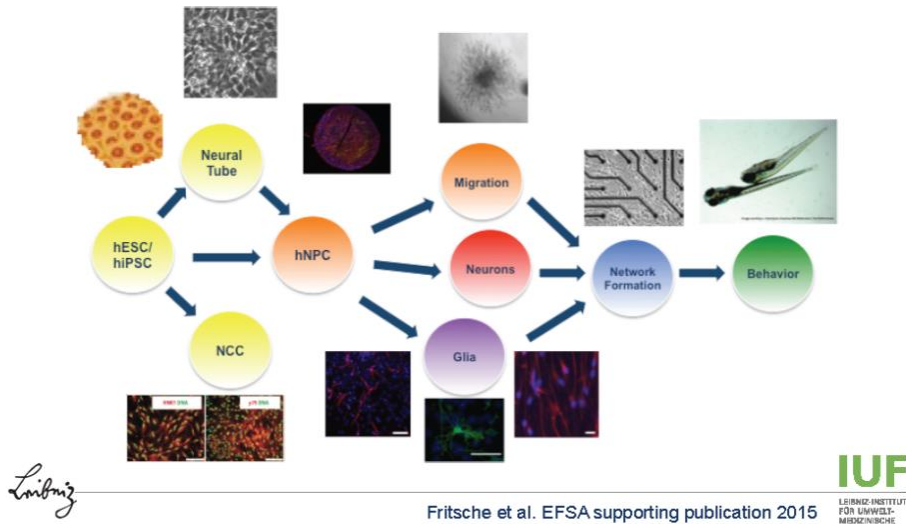 Neural
Tube
Migration
hESC/
hiPSC
hNPC
Neurons
Network
Formation
Behavior
NCC
Glia
Leibniz
Fritsche et al. EFSA supporting publication 2015
IUF
LEIBNIZ-INSTITUT
FÜR UMWELT-
MEDIZINISCHE